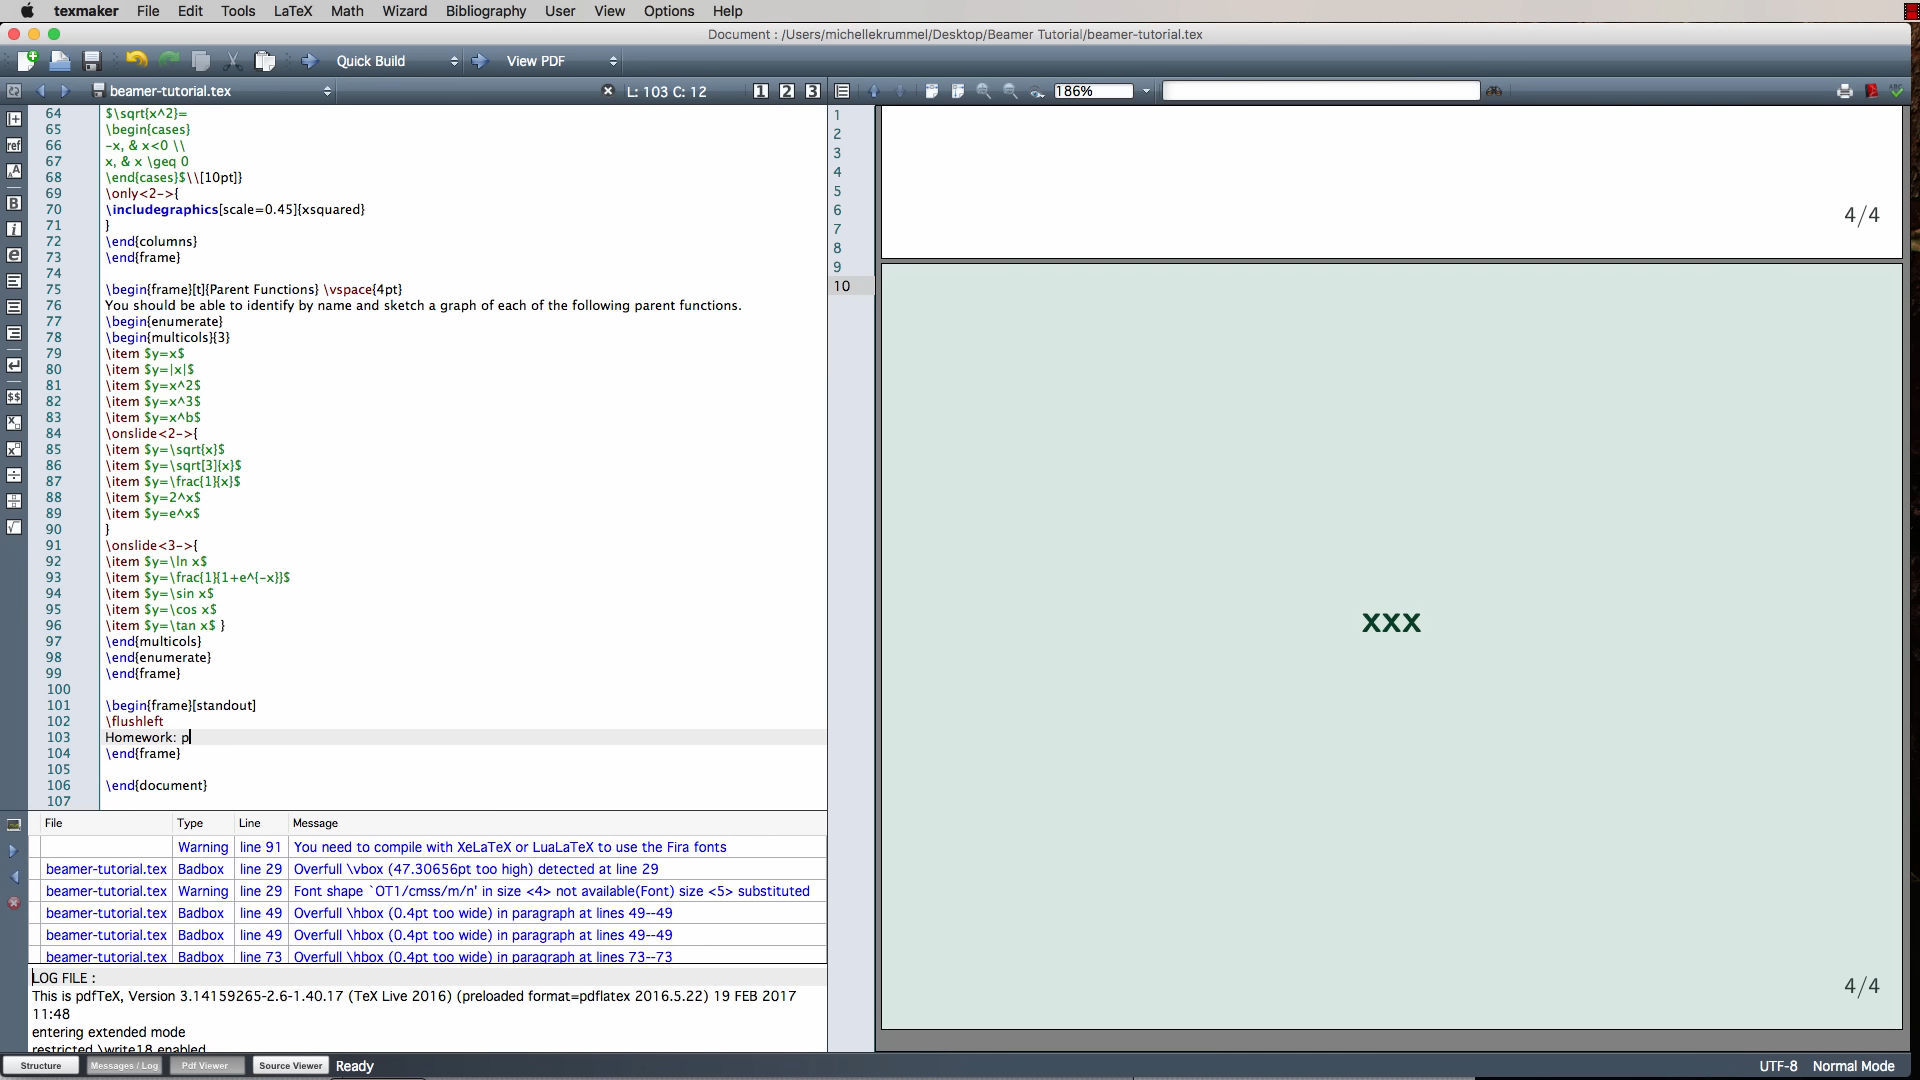 texmaker File Edit Tools LaTeX Math Wizard Bibliography User View Options Help
Document : /Users/michellekrummel/Desktop/Beamer Tutorial/beamer-tutorial.tex
Quick Build View PDF
beamer-tutorial.tex L: 103 C: 12 1 2 3 186%
64 $\sqrt{x^2}=
65 \begin{cases}
66 -x, & x<0 \\
67 x, & x \geq 0
68 \end{cases}$\\[10pt]}
69 \only<2->{
70 \includegraphics[scale=0.45]{xsquared}
71 }
72 \end{columns}
73 \end{frame}
74
75 \begin{frame}[t]{Parent Functions} \vspace{4pt}
76 You should be able to identify by name and sketch a graph of each of the following parent functions.
77 \begin{enumerate}
78 \begin{multicols}{3}
79 \item $y=x$
80 \item $y=|x|$
81 \item $y=x^2$
82 \item $y=x^3$
83 \item $y=x^b$
84 \onslide<2->{
85 \item $y=\sqrt{x}$
86 \item $y=\sqrt[3]{x}$
87 \item $y=\frac{1}{x}$
88 \item $y=2^x$
89 \item $y=e^x$
90 }
91 \onslide<3->{
92 \item $y=\ln x$
93 \item $y=\frac{1}{1+e^{-x}}$
94 \item $y=\sin x$
95 \item $y=\cos x$
96 \item $y=\tan x$ }
97 \end{multicols}
98 \end{enumerate}
99 \end{frame}
100
101 \begin{frame}[standout]
102 \flushleft
103 Homework: p
104 \end{frame}
105
106 \end{document}
107
1
2
3
4
5
6
7
8
9
10
4/4
xxx
4/4
File Type Line Message
Warning line 91 You need to compile with XeLaTeX or LuaLaTeX to use the Fira fonts
beamer-tutorial.tex Badbox line 29 Overfull \vbox (47.30656pt too high) detected at line 29
beamer-tutorial.tex Warning line 29 Font shape `OT1/cmss/m/n' in size <4> not available(Font) size <5> substituted
beamer-tutorial.tex Badbox line 49 Overfull \hbox (0.4pt too wide) in paragraph at lines 49--49
beamer-tutorial.tex Badbox line 49 Overfull \hbox (0.4pt too wide) in paragraph at lines 49--49
beamer-tutorial.tex Badbox line 73 Overfull \hbox (0.4pt too wide) in paragraph at lines 73--73
LOG FILE :
This is pdfTeX, Version 3.14159265-2.6-1.40.17 (TeX Live 2016) (preloaded format=pdflatex 2016.5.22) 19 FEB 2017
11:48
entering extended mode
restricted \write18 enabled.
Structure Messages / Log Pdf Viewer Source Viewer Ready UTF-8 Normal Mode